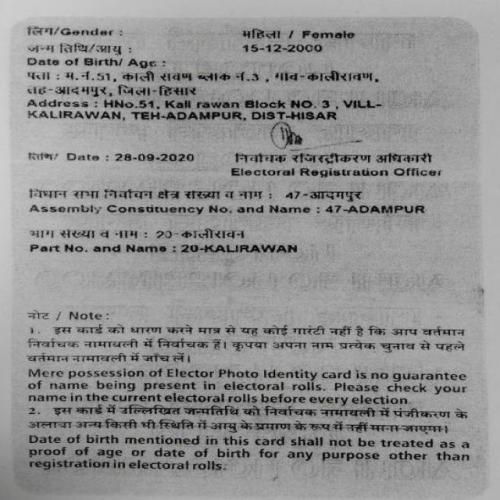 लिंग/Gender : महिला / Female
जन्म तिथि/आयु : 15-12-2000
Date of Birth/ Age :
पता : म.नं.51, काली रावण ब्लाक नं.3 , गांव-कालीरावण,
तह-आदमपुर, जिला-हिसार
Address : HNo.51, Kali rawan Block NO. 3 , VILL-
KALIRAWAN, TEH-ADAMPUR, DIST-HISAR
तिथि/ Date : 28-09-2020 निर्वाचक रजिस्ट्रीकरण अधिकारी
Electoral Registration Officer
विधान सभा निर्वाचन क्षेत्र संख्या व नाम : 47-आदमपुर
Assembly Constituency No. and Name : 47-ADAMPUR
भाग संख्या व नाम : 20-कालीरावन
Part No. and Name : 20-KALIRAWAN
नोट / Note :
1. इस कार्ड को धारण करने मात्र से यह कोई गारंटी नहीं है कि आप वर्तमान
निर्वाचक नामावली में निर्वाचक हैं। कृपया अपना नाम प्रत्येक चुनाव से पहले
वर्तमान नामावली में जाँच लें।
Mere possession of Elector Photo Identity card is no guarantee
of name being present in electoral rolls. Please check your
name in the current electoral rolls before every election.
2. इस कार्ड में उल्लिखित जन्मतिथि को निर्वाचक नामावली में पंजीकरण के
अलावा अन्य किसी भी स्थिति में आयु के प्रमाण के रूप में नहीं माना जाएगा।
Date of birth mentioned in this card shall not be treated as a
proof of age or date of birth for any purpose other than
registration in electoral rolls.